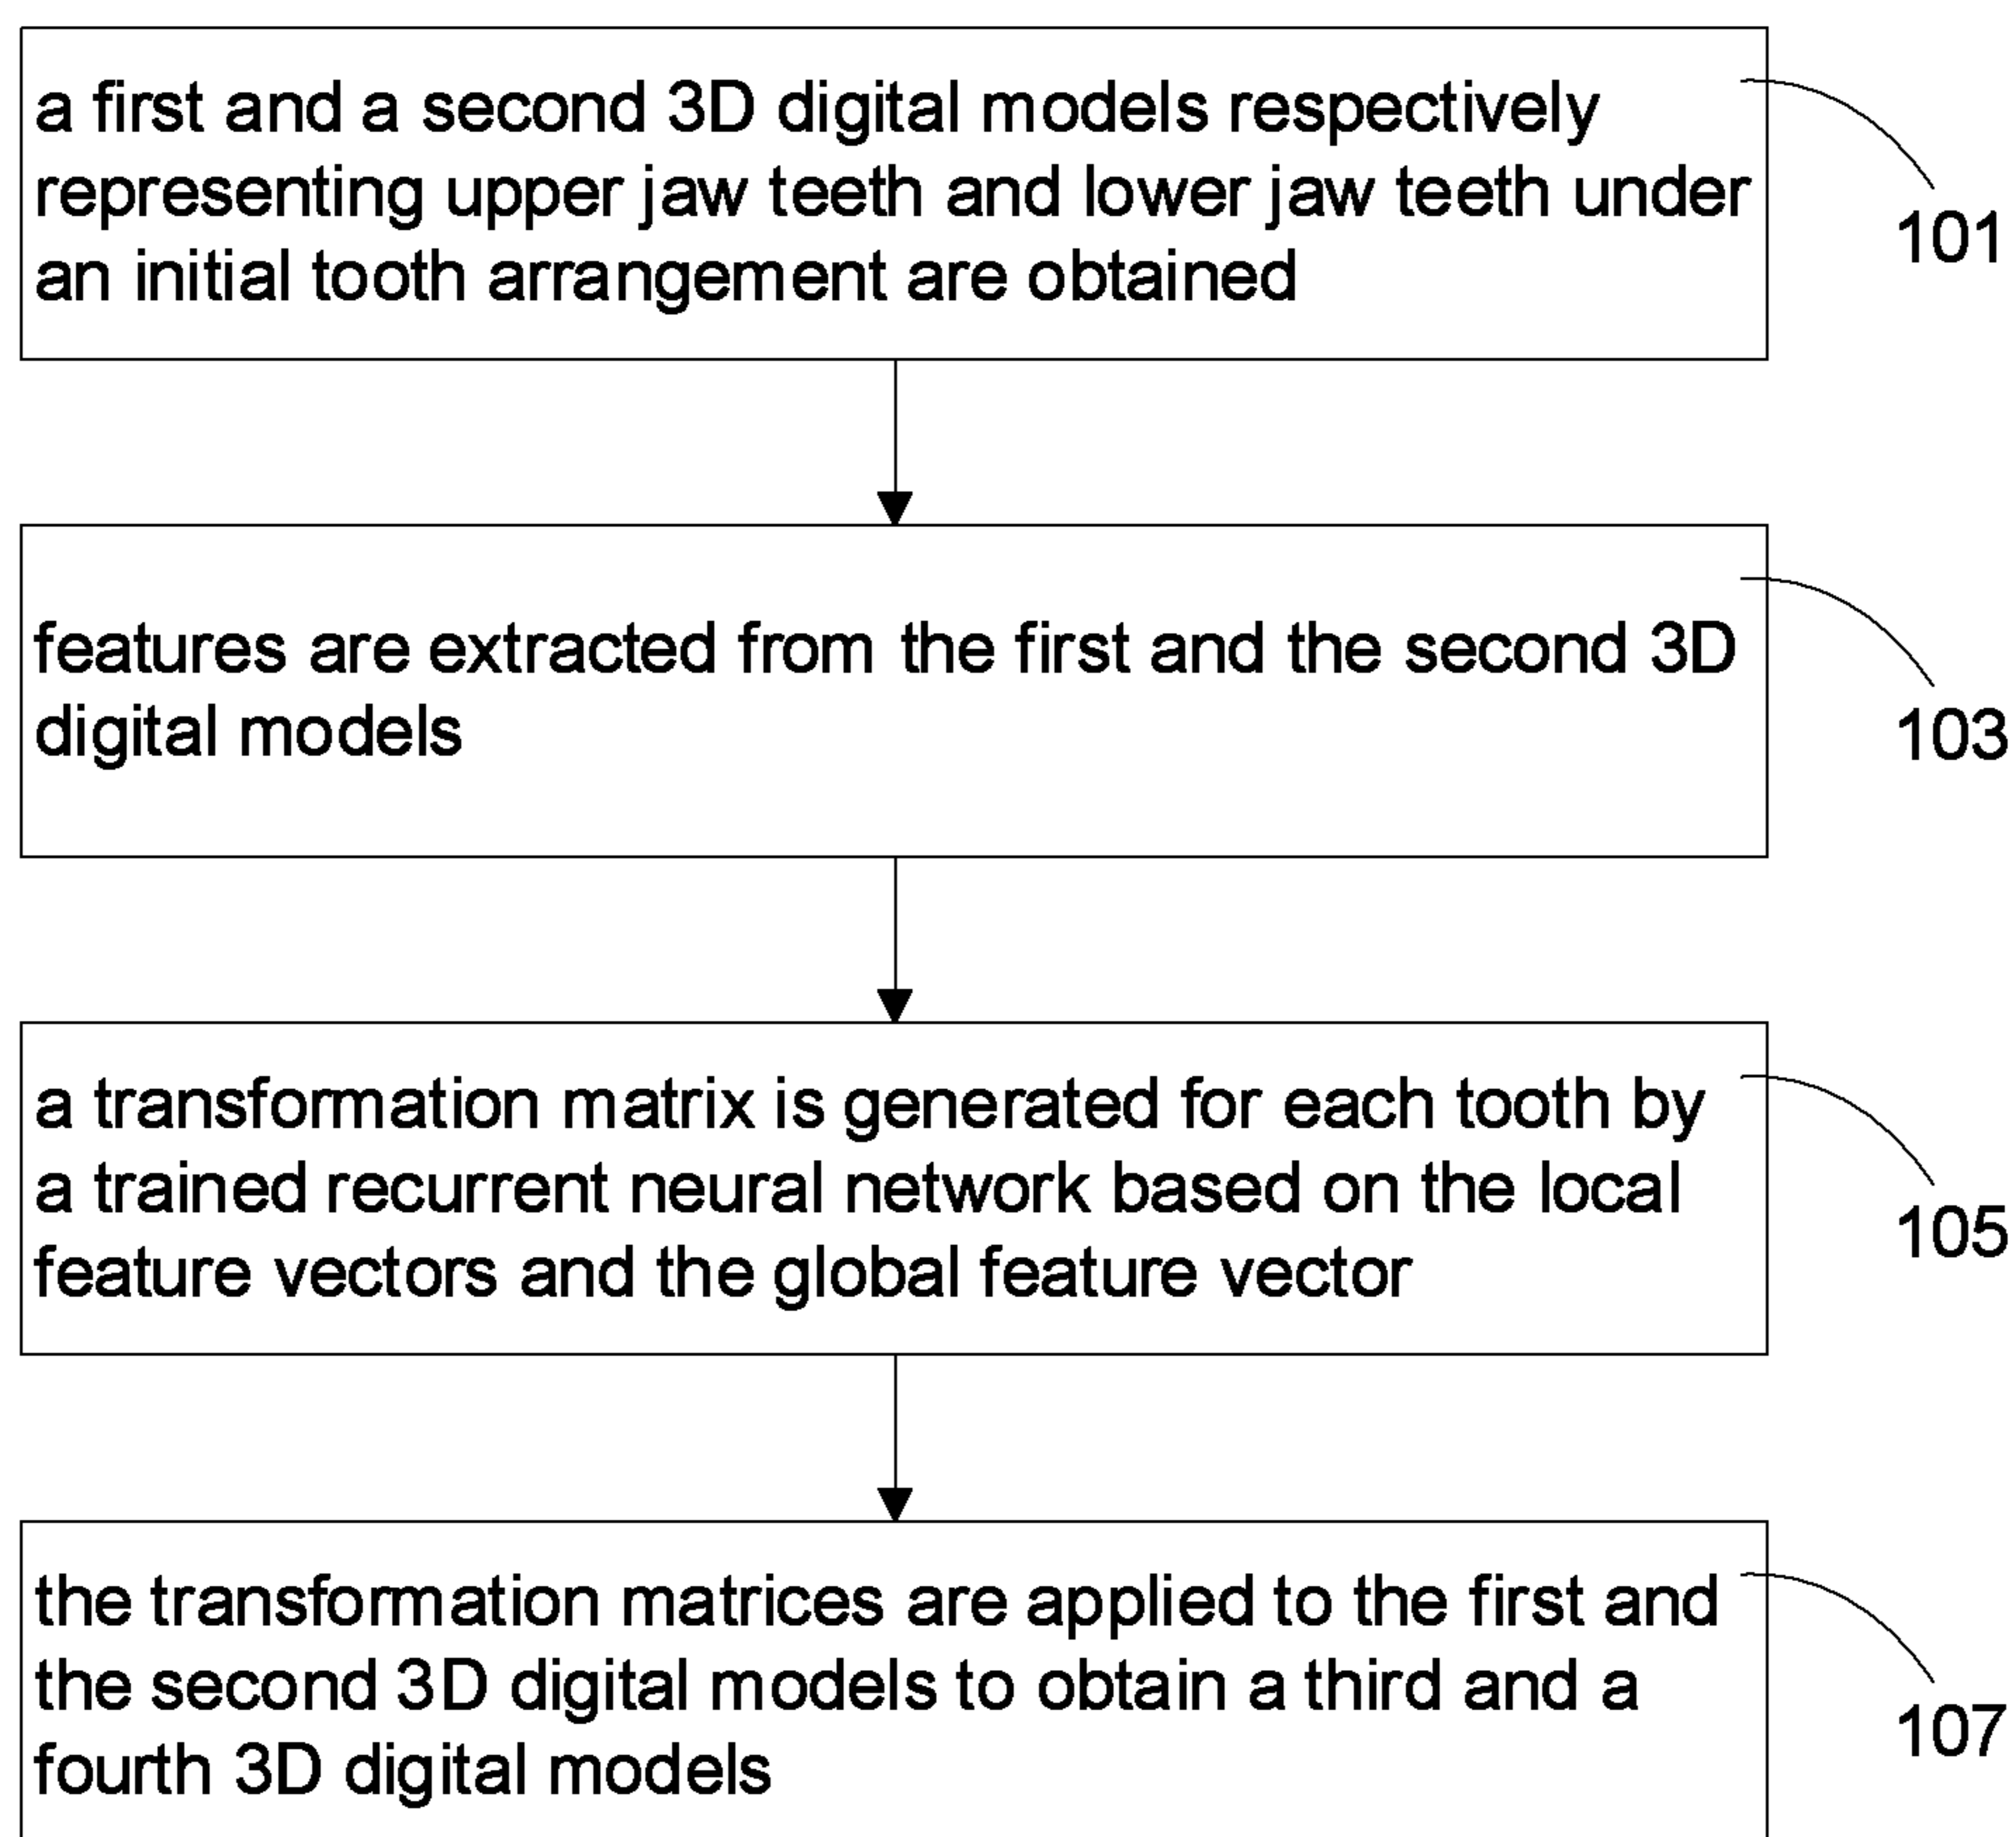 a first and a second 3D digital models respectively
representing upper jaw teeth and lower jaw teeth under
an initial tooth arrangement are obtained
101
features are extracted from the first and the second 3D
digital models
103
a transformation matrix is generated for each tooth by
a trained recurrent neural network based on the local
feature vectors and the global feature vector
105
the transformation matrices are applied to the first and
the second 3D digital models to obtain a third and a
fourth 3D digital models
107